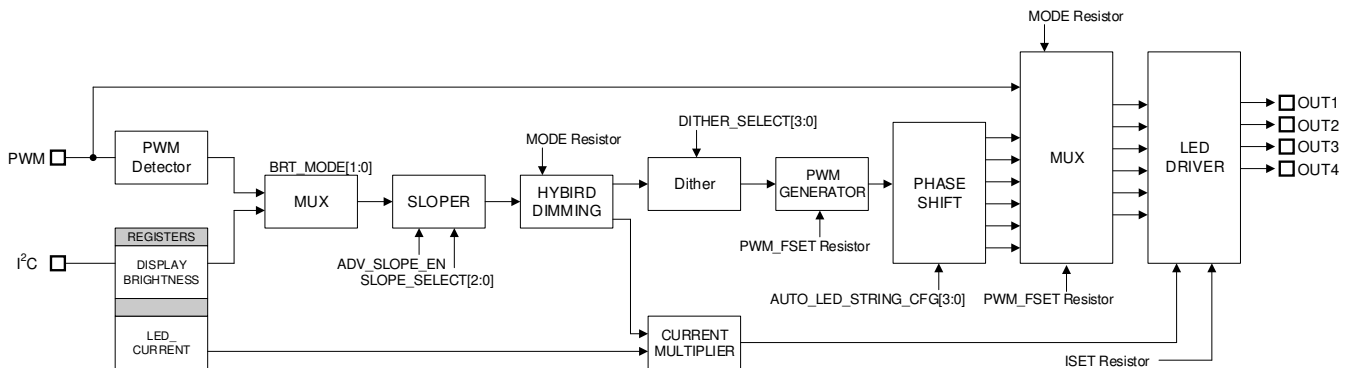 MODE Resistor
PWM
PWM
Detector
BRT_MODE[1:0]
MUX
SLOPER
ADV_SLOPE_EN
SLOPE_SELECT[2:0]
MODE Resistor
HYBIRD
DIMMING
DITHER_SELECT[3:0]
Dither
PWM
GENERATOR
PWM_FSET Resistor
PHASE
SHIFT
AUTO_LED_STRING_CFG[3:0]
MUX
PWM_FSET Resistor
LED
DRIVER
OUT1
OUT2
OUT3
OUT4
I²C
REGISTERS
DISPLAY
BRIGHTNESS
LED_
CURRENT
CURRENT
MULTIPLIER
ISET Resistor